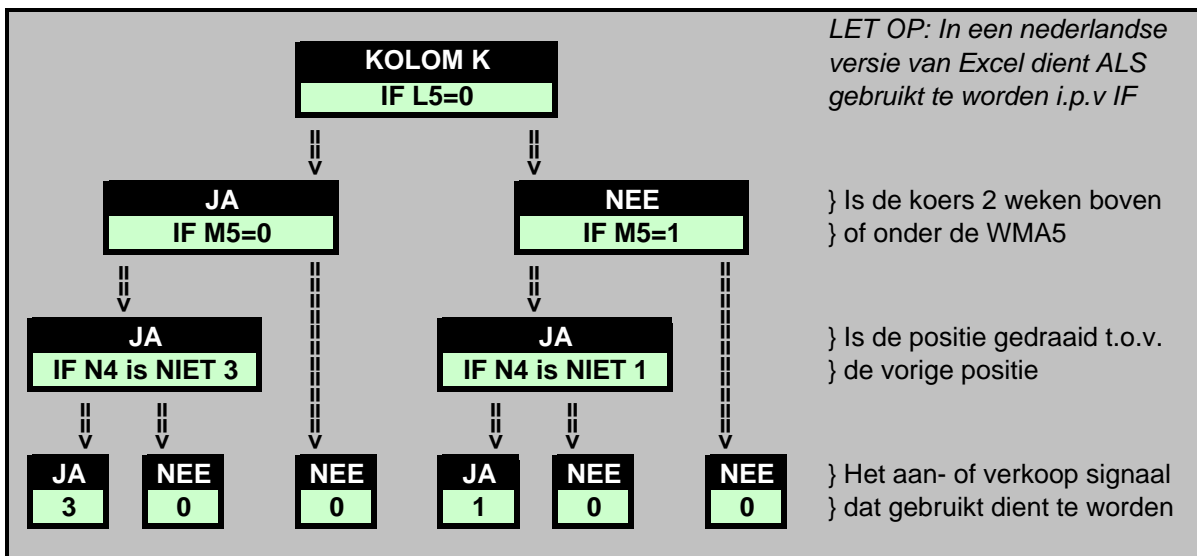 LET OP: In een nederlandse
versie van Excel dient ALS
gebruikt te worden i.p.v IF
KOLOM K
IF L5=0
JA
IF M5=0
NEE
IF M5=1
} Is de koers 2 weken boven
} of onder de WMA5
JA
IF N4 is NIET 3
JA
IF N4 is NIET 1
} Is de positie gedraaid t.o.v.
} de vorige positie
JA
3
NEE
0
NEE
0
JA
1
NEE
0
NEE
0
} Het aan- of verkoop signaal
} dat gebruikt dient te worden